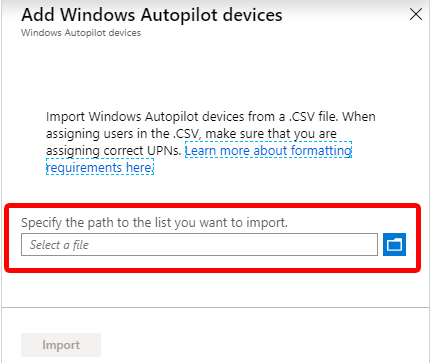 Add Windows Autopilot devices
Windows Autopilot devices
Import Windows Autopilot devices from a .CSV file. When
assigning users in the .CSV, make sure that you are
assigning correct UPNs. Learn more about formatting
requirements here.
Specify the path to the list you want to import.
Select a file
Import